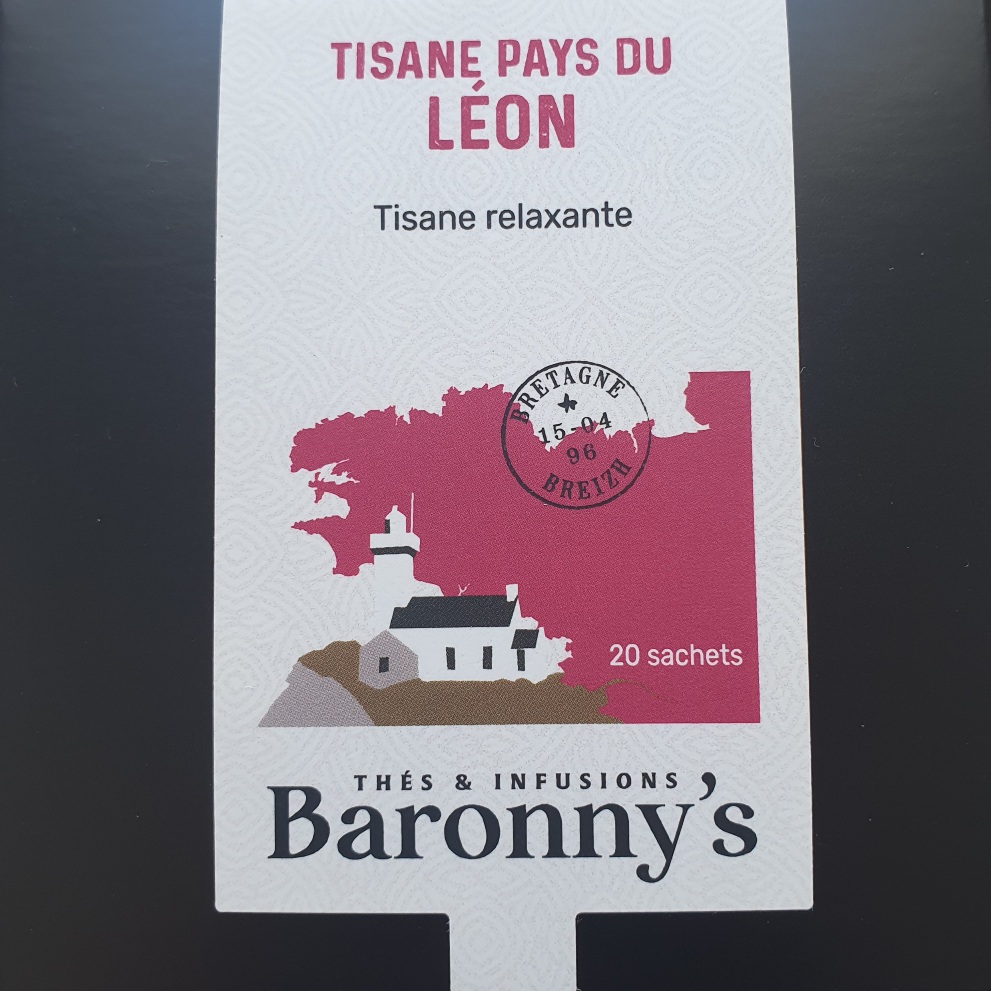 TISANE PAYS DU
LÉON
Tisane relaxante
BRETAGNE
15-04
96
BREIZH
20 sachets
THÉS & INFUSIONS
Baronny's